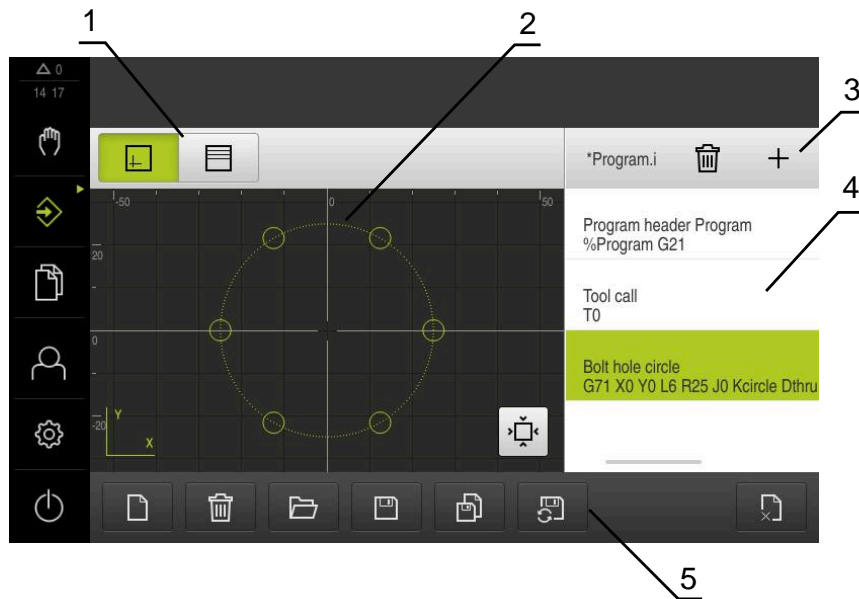 1
2
0
14 17
3
*Program.i
4
-50
0
50
Program header Program
%Program G21
20
Tool call
T0
0
Bolt hole circle
G71 X0 Y0 L6 R25 J0 Kcircle Dthru
-20
Y
X
5